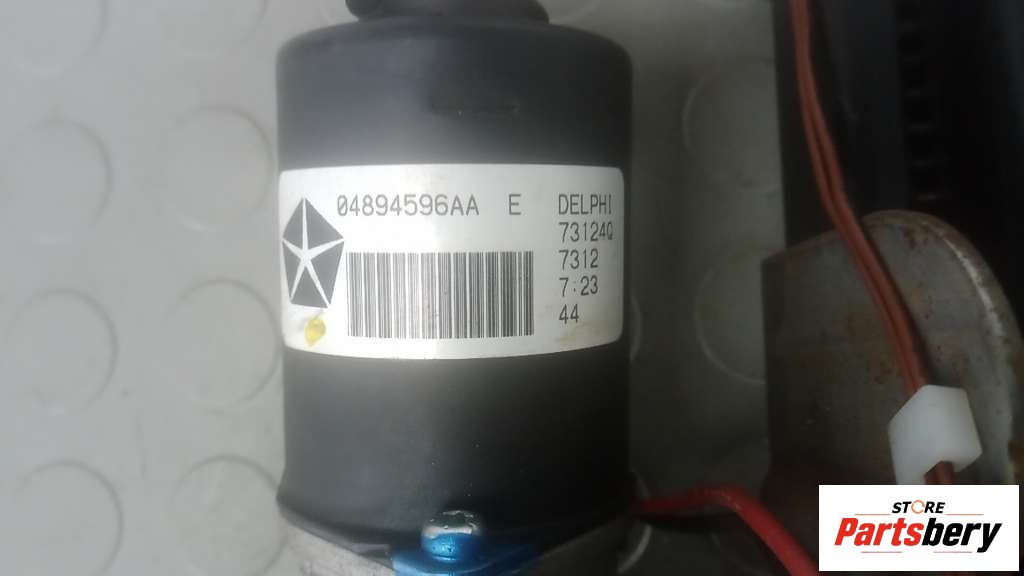 04894596AA E DELPHI
73124Q
7312
7:23
44
STORE
Partsbery